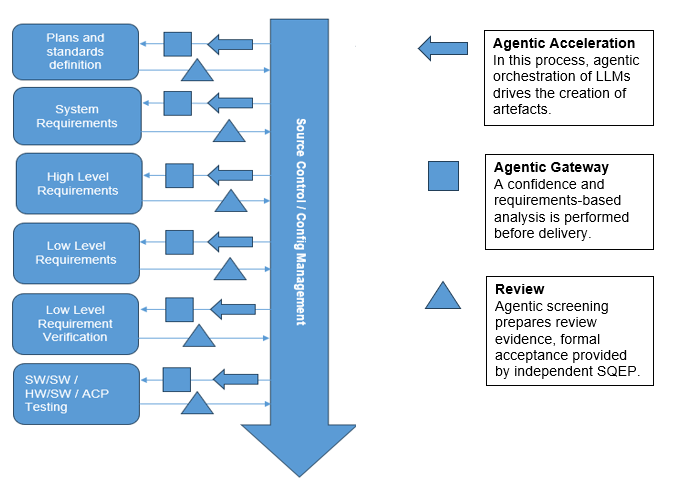 Plans and
standards
definition
System
Requirements
High Level
Requirements
Low Level
Requirements
Low Level
Requirement
Verification
SW/SW /
HW/SW / ACP
Testing
Source Control / Config Management
Agentic Acceleration
In this process, agentic
orchestration of LLMs
drives the creation of
artefacts.
Agentic Gateway
A confidence and
requirements-based
analysis is performed
before delivery.
Review
Agentic screening
prepares review
evidence, formal
acceptance provided
by independent SQEP.